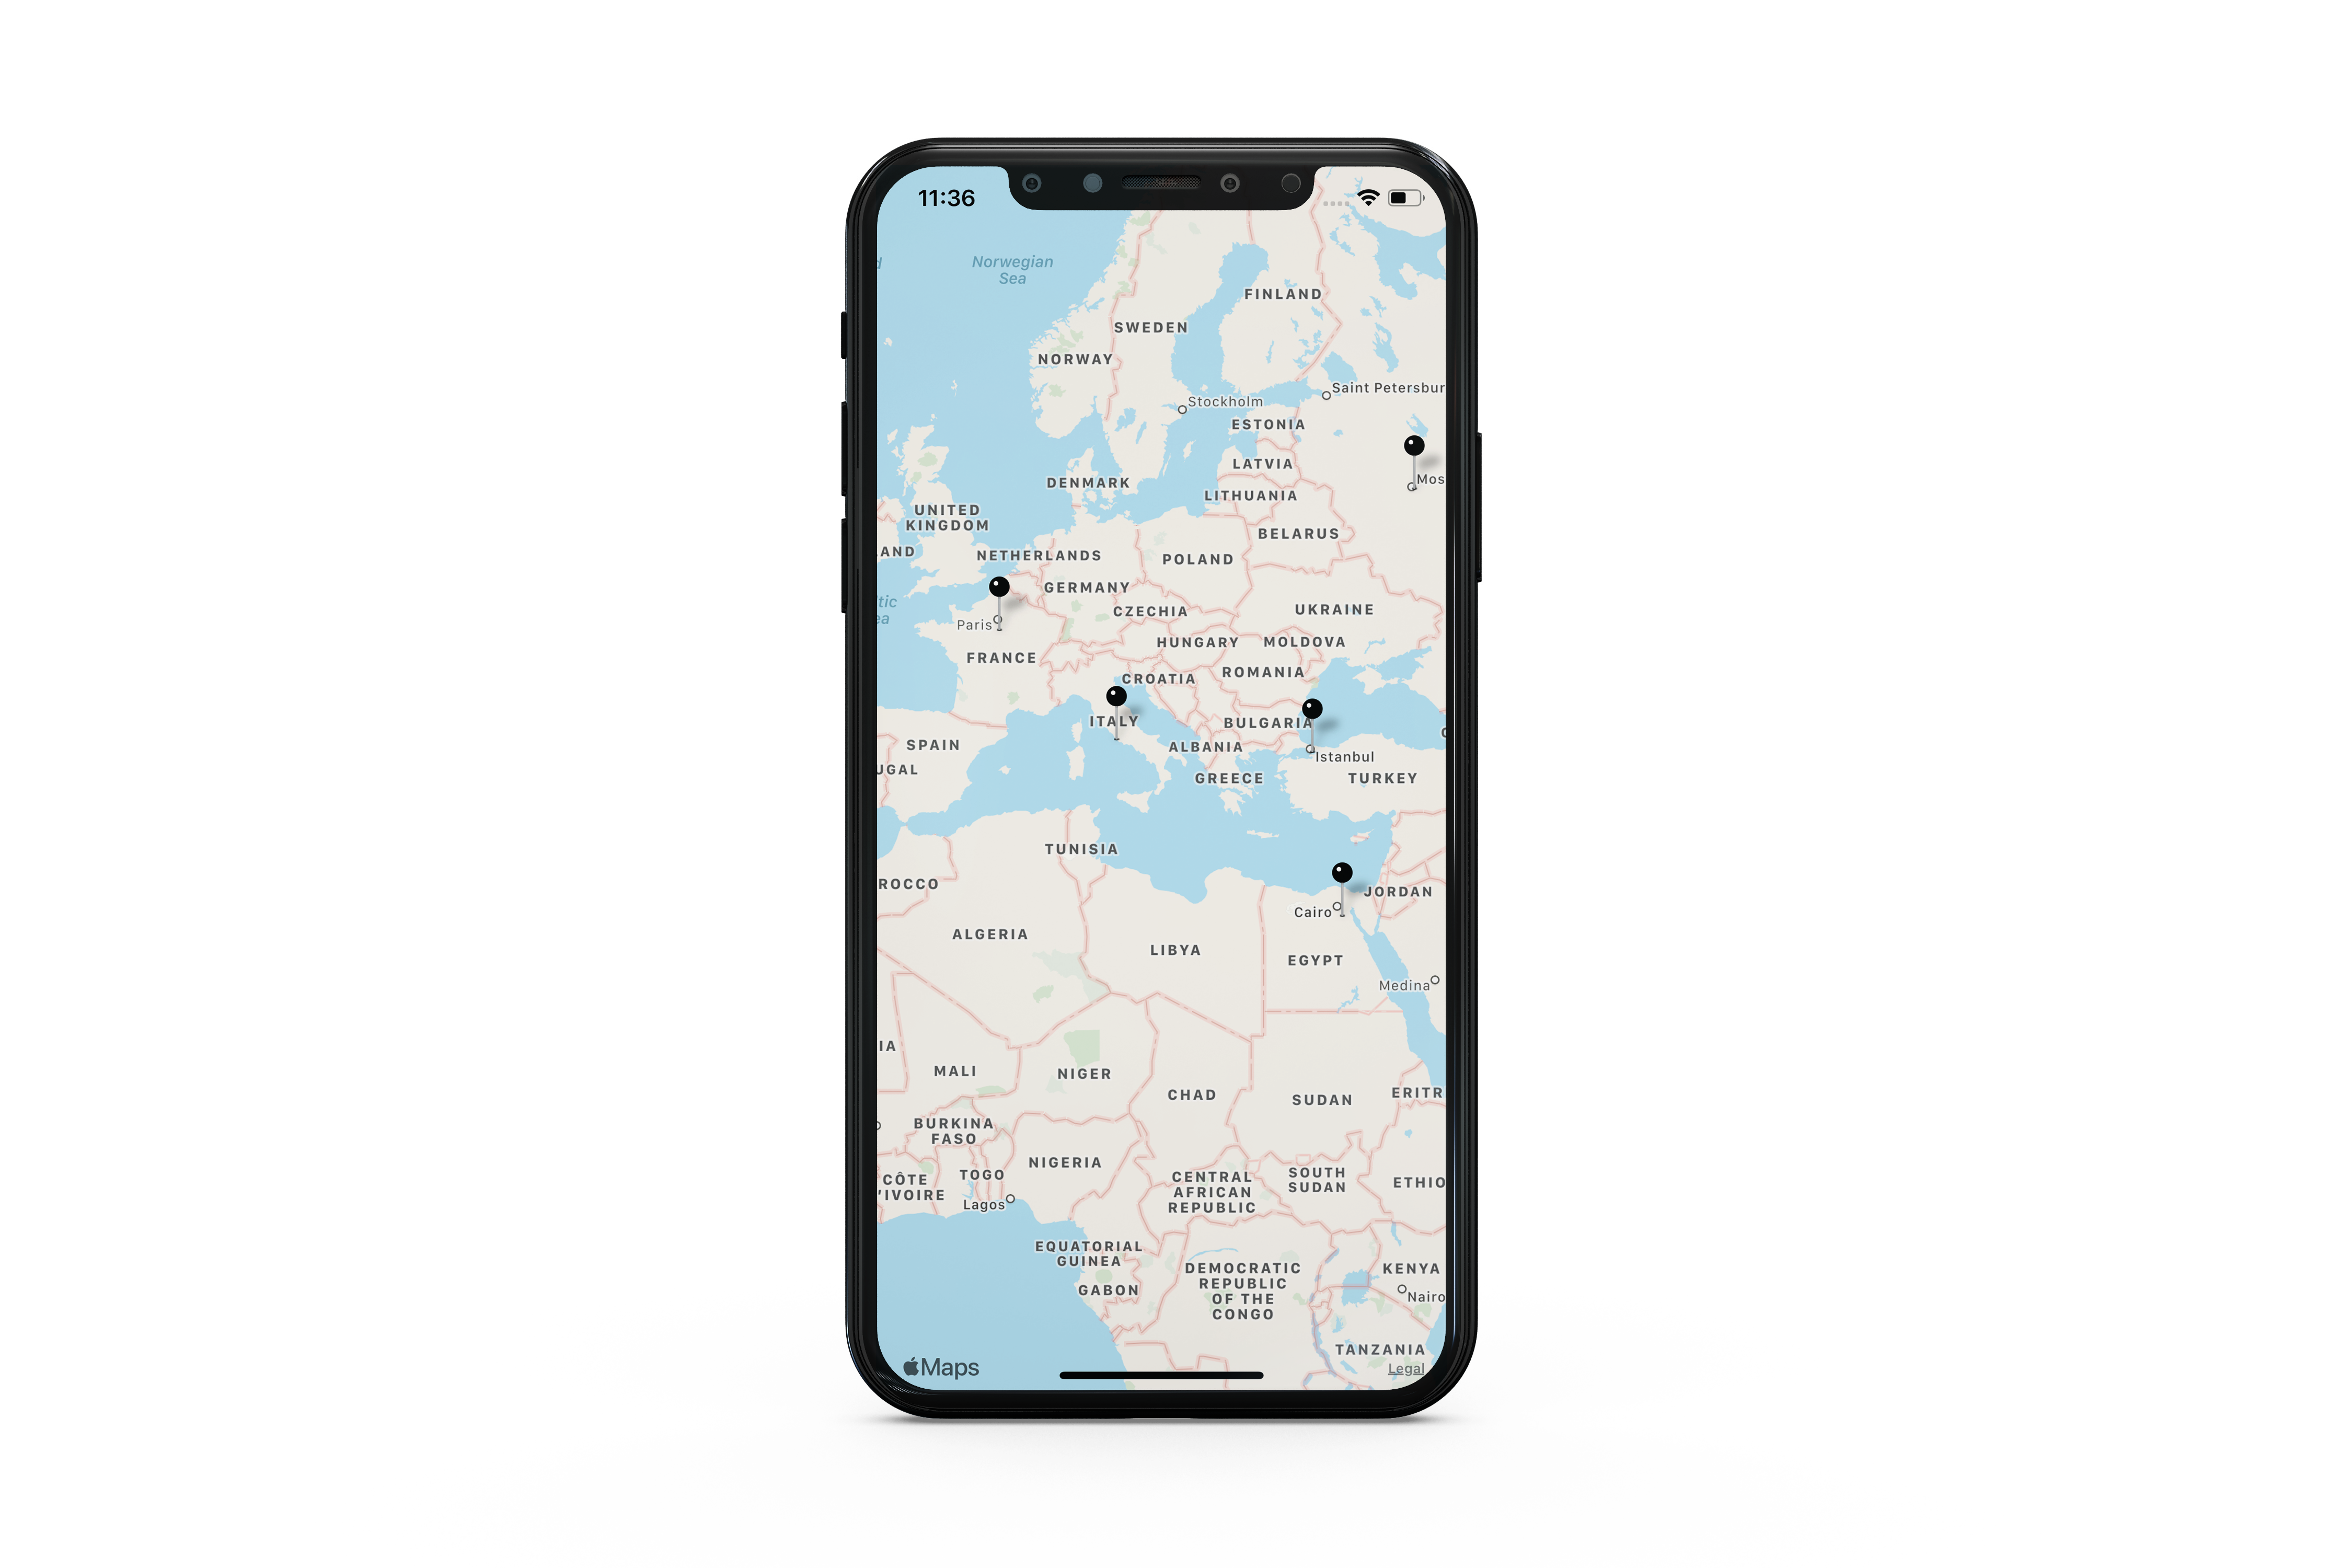 11:36
d
Norwegian
Sea
FINLAND
SWEDEN
NORWAY
Saint Petersbur
Stockholm
ESTONIA
LATVIA
Mos
DENMARK
LITHUANIA
UNITED
KINGDOM
BELARUS
LAND
NETHERLANDS
POLAND
GERMANY
tic
ea
CZECHIA
UKRAINE
Paris
HUNGARY
MOLDOVA
FRANCE
ROMANIA
CROATIA
ITALY
BULGARIA
SPAIN
ALBANIA
Istanbul
UGAL
GREECE
TURKEY
TUNISIA
ROCCO
JORDAN
Cairo
ALGERIA
LIBYA
EGYPT
Medina
IA
MALI
NIGER
CHAD
SUDAN
ERITR
BURKINA
FASO
NIGERIA
TOGO
CÔTE
'IVOIRE
CENTRAL
AFRICAN
REPUBLIC
SOUTH
SUDAN
ETHIO
Lagos
EQUATORIAL
GUINEA
GABON
DEMOCRATIC
REPUBLIC
OF THE
CONGO
KENYA
Nairo
TANZANIA
Maps
Legal